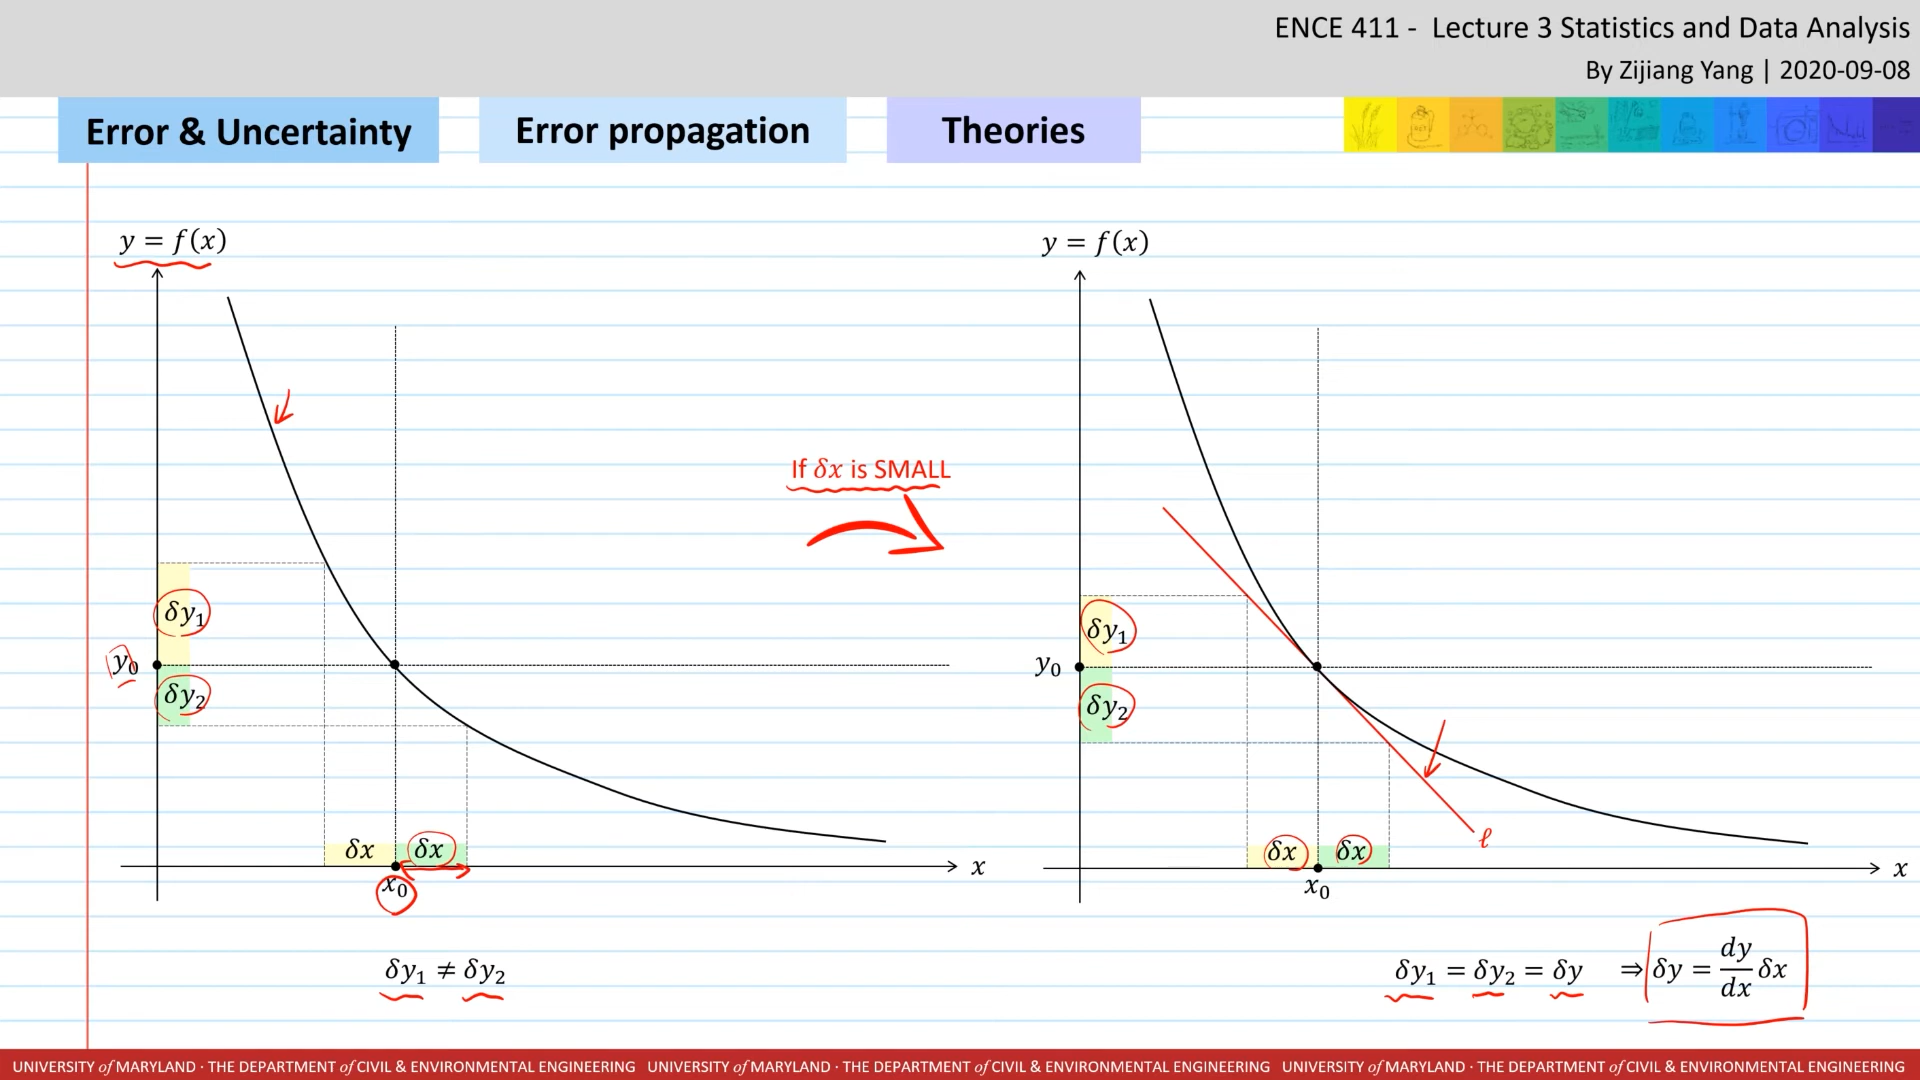 ENCE 411 - Lecture 3 Statistics and Data Analysis
By Zijiang Yang | 2020-09-08
Error & Uncertainty
Error propagation
Theories
y = f(x)
δy₁
y₀
δy₂
δx δx
x₀
x
δy₁ ≠ δy₂
If δx is SMALL
y = f(x)
δy₁
y₀
δy₂
δx δx
x₀
x
ℓ
δy₁ = δy₂ = δy ⇒ δy = dy/dx δx
UNIVERSITY of MARYLAND · THE DEPARTMENT of CIVIL & ENVIRONMENTAL ENGINEERING UNIVERSITY of MARYLAND · THE DEPARTMENT of CIVIL & ENVIRONMENTAL ENGINEERING UNIVERSITY of MARYLAND · THE DEPARTMENT of CIVIL & ENVIRONMENTAL ENGINEERING